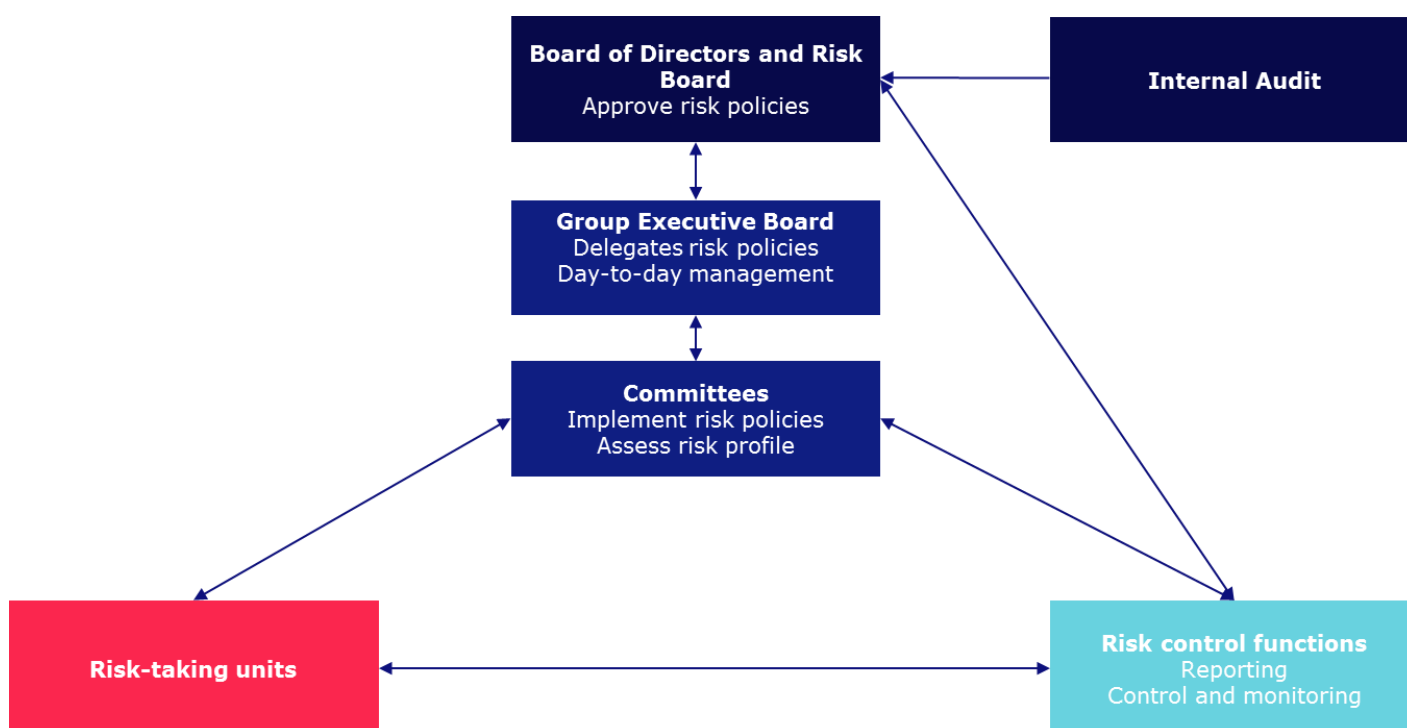 Board of Directors and Risk
Board
Approve risk policies
Internal Audit
Group Executive Board
Delegates risk policies
Day-to-day management
Committees
Implement risk policies
Assess risk profile
Risk-taking units
Risk control functions
Reporting
Control and monitoring